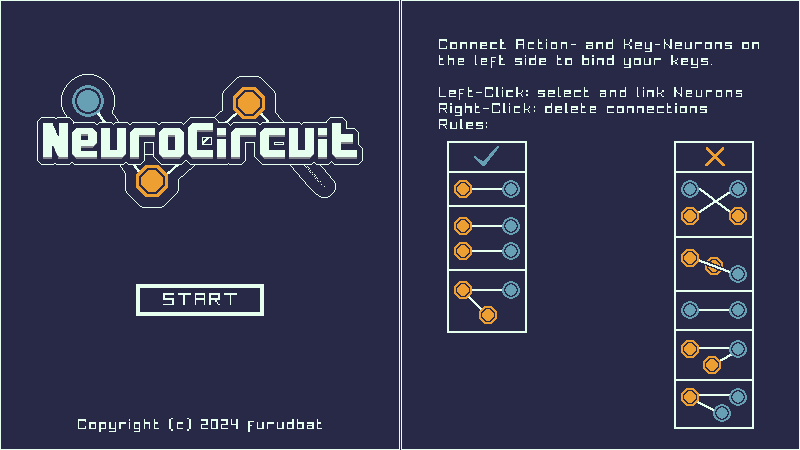 NeuroCircuit
START
Copyright (c) 2024 furudbat
Connect Action- and Key-Neurons on
the left side to bind your keys.
Left-Click: select and link Neurons
Right-Click: delete connections
Rules: